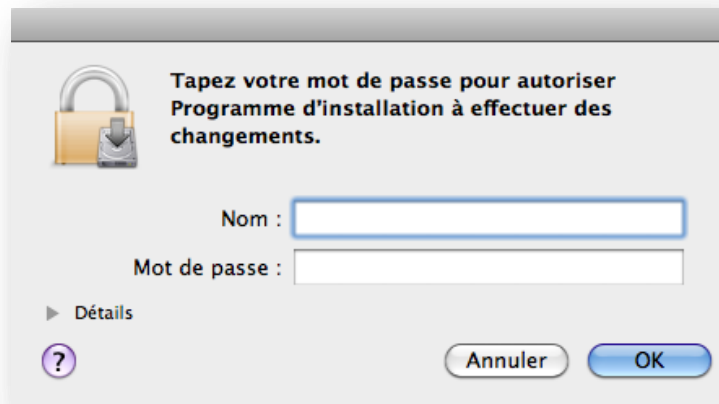 Tapez votre mot de passe pour autoriser
Programme d'installation à effectuer des
changements.
Nom :
Mot de passe :
Détails
?
Annuler
OK